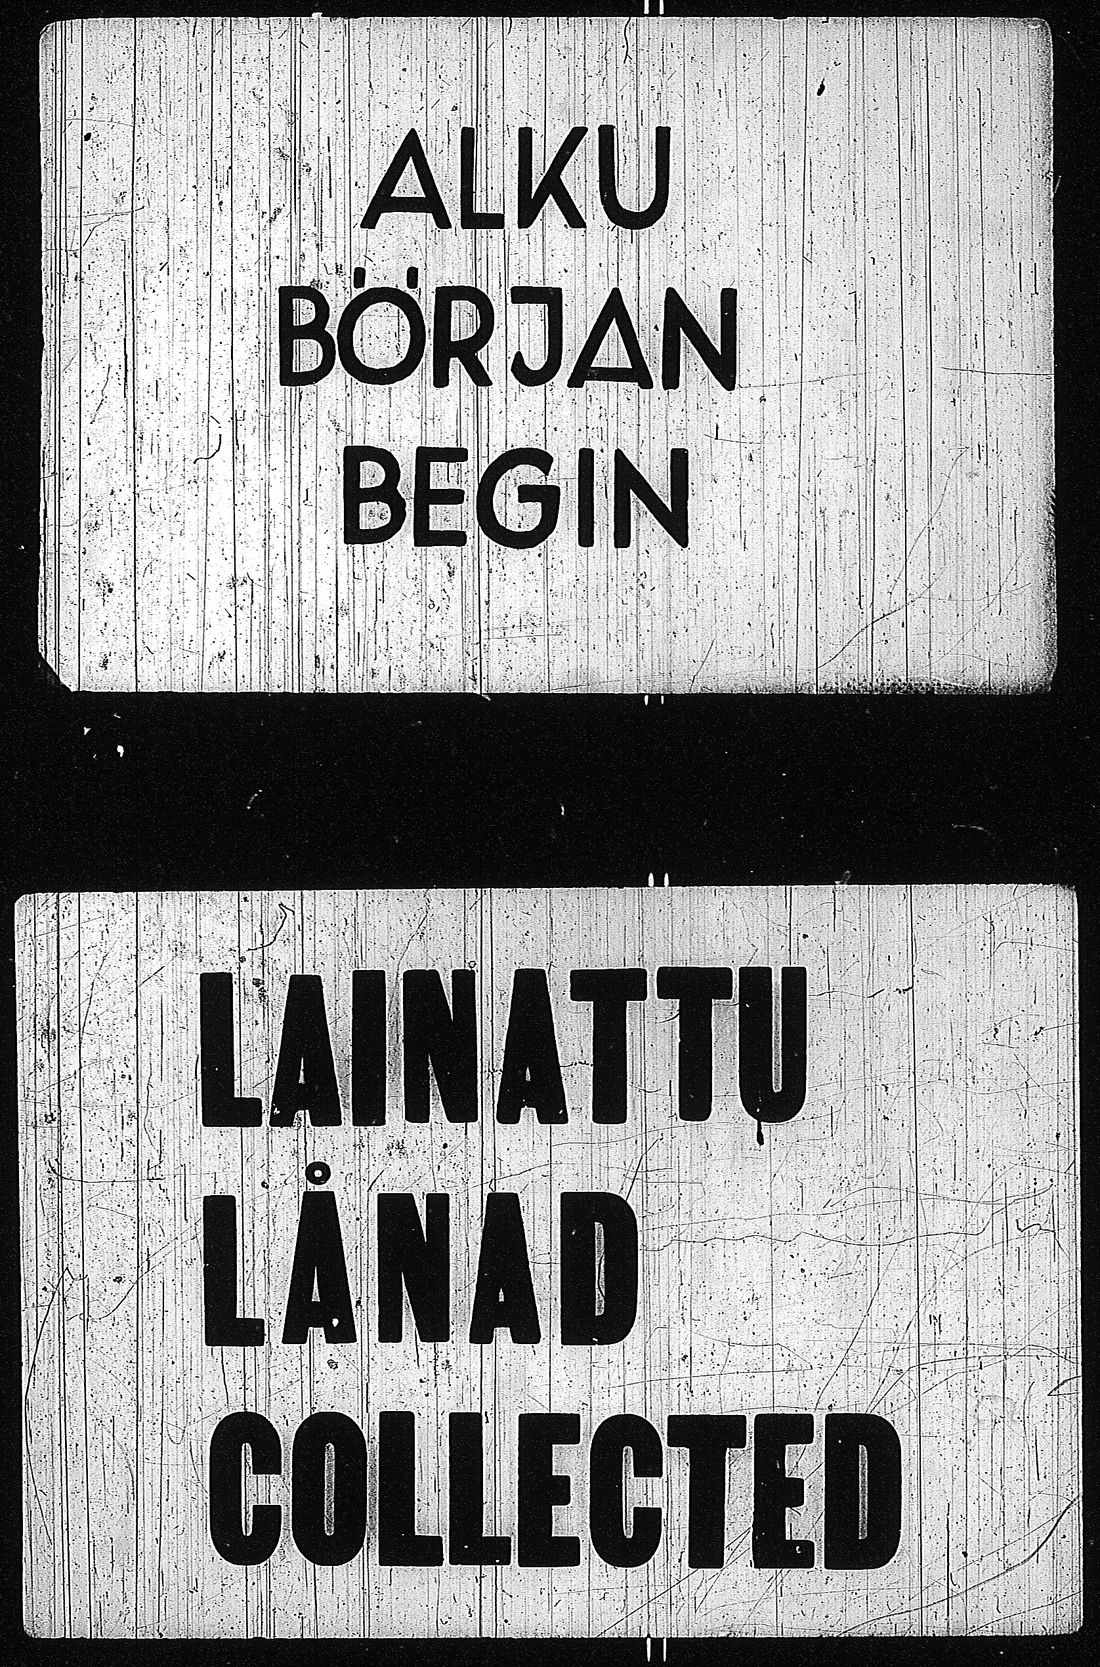 ALKU
BÖRJAN
BEGIN
LAINATTU
LÅNAD
COLLECTED